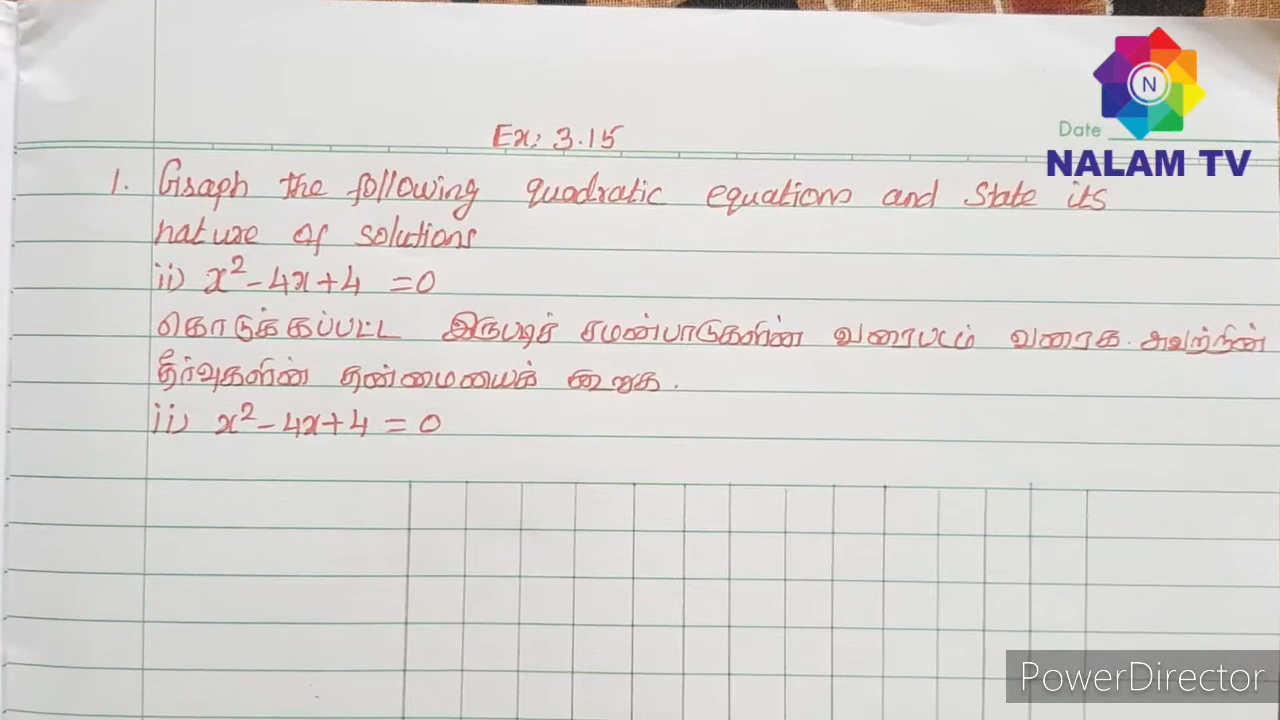 N
Date
NALAM TV
Ex: 3.15
1. Graph the following quadratic equations and state its
nature of solutions
ii) x² - 4x + 4 = 0
கொடுக்கப்பட்ட இருபடிச் சமன்பாடுகளின் வரைபடம் வரைக. அவற்றின்
தீர்வுகளின் தன்மையைக் கூறுக.
ii) x² - 4x + 4 = 0
PowerDirector